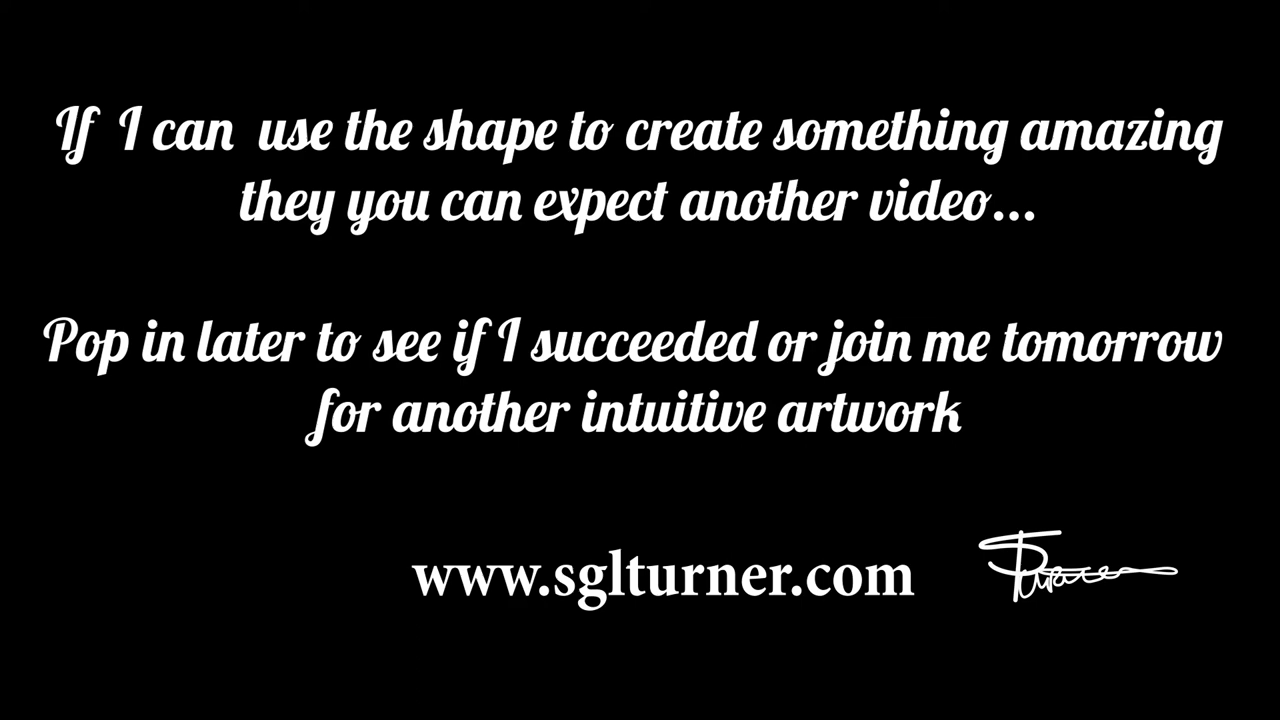 If I can use the shape to create something amazing
they you can expect another video...
Pop in later to see if I succeeded or join me tomorrow
for another intuitive artwork
www.sglturner.com